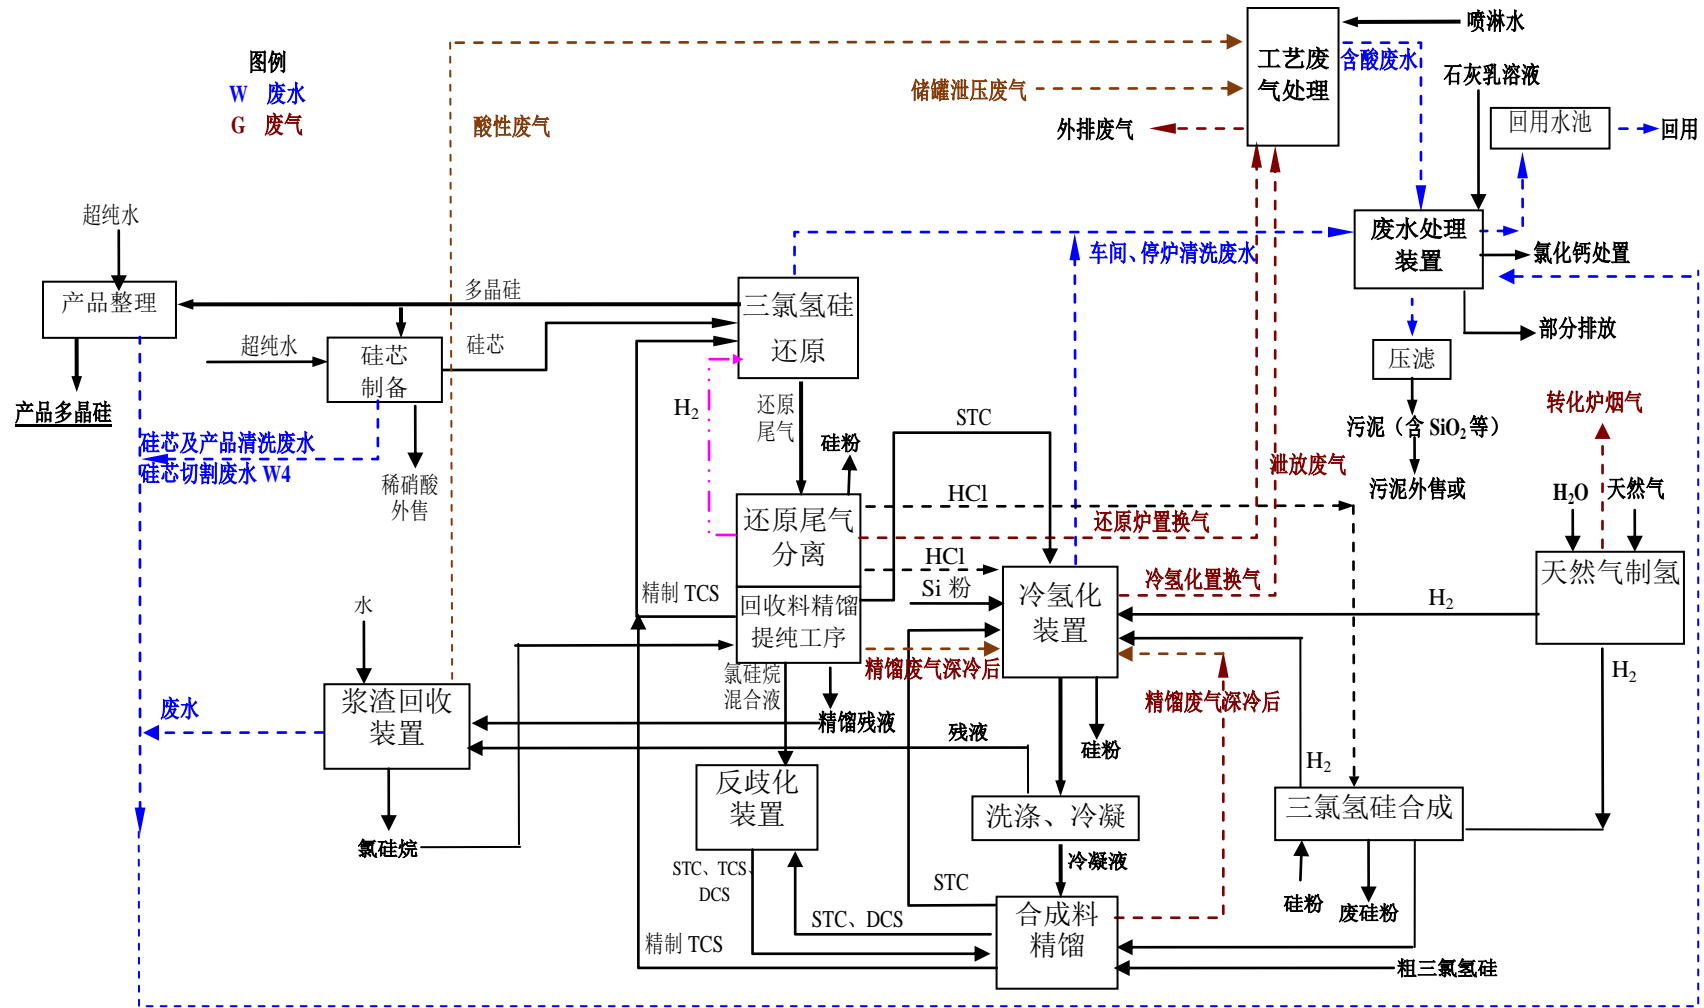 喷淋水
图例
W 废水
G 废气
酸性废气
储罐泄压废气
外排废气
工艺废
气处理
含酸废水
石灰乳溶液
回用水池
回用
超纯水
产品整理
产品多晶硅
多晶硅
超纯水
硅芯
制备
硅芯
三氯氢硅
还原
车间、停炉清洗废水
废水处理
装置
氯化钙处置
部分排放
压滤
污泥（含 SiO2 等）
污泥外售或
转化炉烟气
H2O
天然气
天然气制氢
H2
H2
硅芯及产品清洗废水
硅芯切割废水 W4
稀硝酸
外售
H2
还原
尾气
硅粉
STC
HCl
泄放废气
还原炉置换气
还原尾气
分离
HCl
Si 粉
冷氢化
装置
冷氢化置换气
精制 TCS
回收料精馏
提纯工序
精馏废气深冷后
精馏废气深冷后
水
氯硅烷
混合液
精馏残液
浆渣回收
装置
废水
残液
硅粉
氯硅烷
反歧化
装置
洗涤、冷凝
H2
三氯氢硅合成
冷凝液
STC、TCS、
DCS
STC
STC、DCS
硅粉
废硅粉
合成料
精馏
精制 TCS
粗三氯氢硅